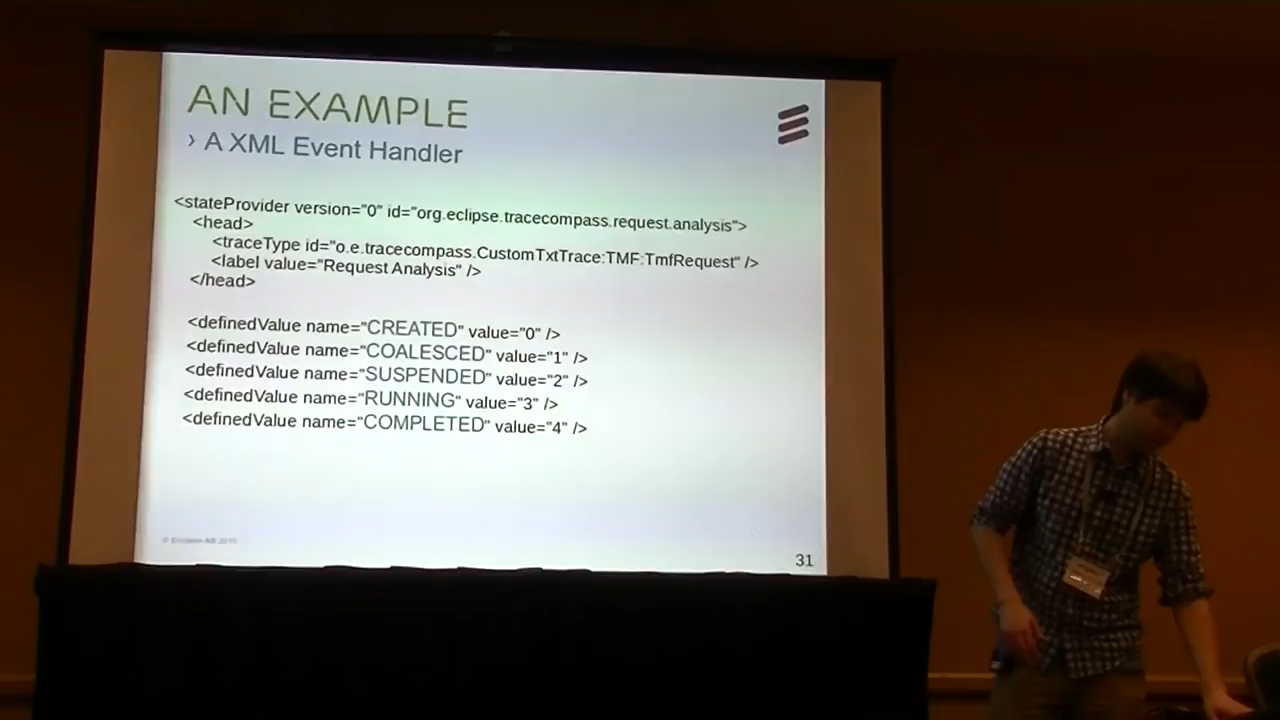 AN EXAMPLE
› A XML Event Handler
<stateProvider version="0" id="org.eclipse.tracecompass.request.analysis">
<head>
<traceType id="o.e.tracecompass.CustomTxtTrace:TMF:TmfRequest" />
<label value="Request Analysis" />
</head>
<definedValue name="CREATED" value="0" />
<definedValue name="COALESCED" value="1" />
<definedValue name="SUSPENDED" value="2" />
<definedValue name="RUNNING" value="3" />
<definedValue name="COMPLETED" value="4" />
© Ericsson AB
31